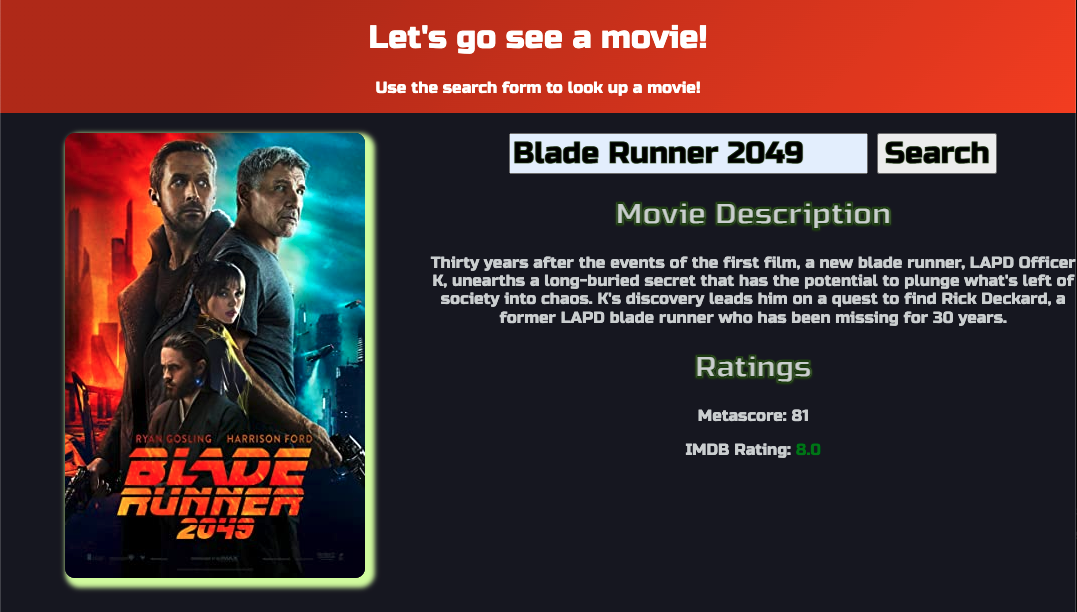 Let's go see a movie!
Use the search form to look up a movie!
Blade Runner 2049
Search
Movie Description
Thirty years after the events of the first film, a new blade runner, LAPD Officer
K, unearths a long-buried secret that has the potential to plunge what's left of
society into chaos. K's discovery leads him on a quest to find Rick Deckard, a
former LAPD blade runner who has been missing for 30 years.
Ratings
Metascore: 81
IMDB Rating: 8.0
RYAN GOSLING HARRISON FORD
BLADE
RUNNER
2049